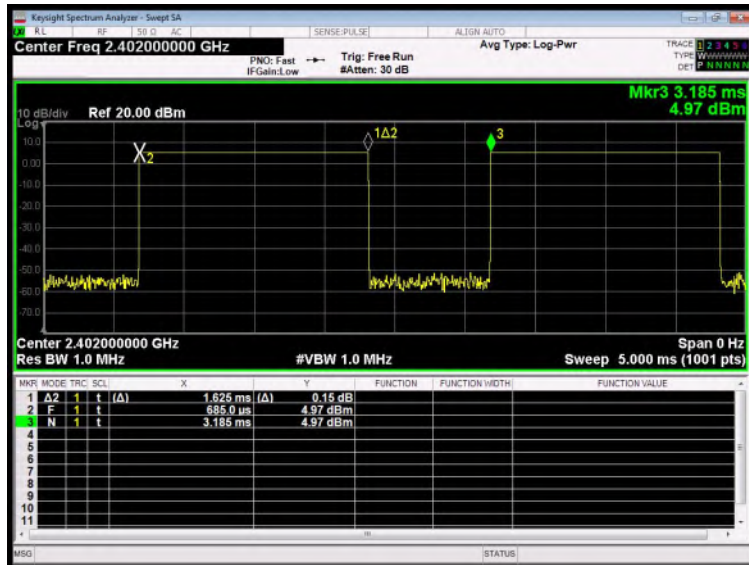 Keysight Spectrum Analyzer - Swept SA
RL RF 50 Ω AC SENSE:PULSE ALIGN AUTO
Center Freq 2.402000000 GHz
PNO: Fast
IFGain:Low
Trig: Free Run
#Atten: 30 dB
Avg Type: Log-Pwr
TRACE 1 2 3 4 5 6
TYPE
DET P N N N N N
Mkr3 3.185 ms
4.97 dBm
10 dB/div Ref 20.00 dBm
Log
10.0
0.00
-10.0
-20.0
-30.0
-40.0
-50.0
-60.0
-70.0
2
1Δ2
3
Center 2.402000000 GHz Span 0 Hz
Res BW 1.0 MHz #VBW 1.0 MHz Sweep 5.000 ms (1001 pts)
MKR MODE TRC SCL X Y FUNCTION FUNCTION WIDTH FUNCTION VALUE
1 Δ2 1 t (Δ) 1.625 ms (Δ) 0.15 dB
2 F 1 t 685.0 µs 4.97 dBm
3 N 1 t 3.185 ms 4.97 dBm
4
5
6
7
8
9
10
11
MSG STATUS